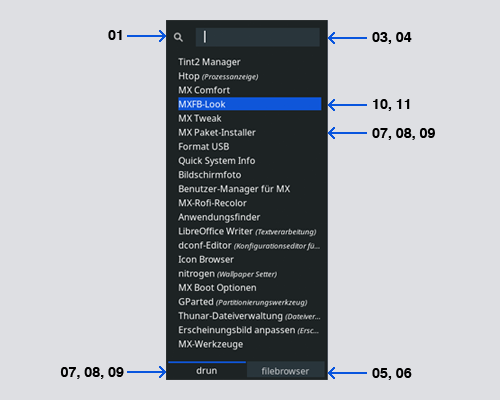 01
03, 04
Tint2 Manager
Htop (Prozessanzeige)
MX Comfort
MXFB-Look
10, 11
MX Tweak
MX Paket-Installer
07, 08, 09
Format USB
Quick System Info
Bildschirmfoto
Benutzer-Manager für MX
MX-Rofi-Recolor
Anwendungsfinder
LibreOffice Writer (Textverarbeitung)
dconf-Editor (Konfigurationseditor fü...
Icon Browser
nitrogen (Wallpaper Setter)
MX Boot Optionen
GParted (Partitionierungswerkzeug)
Thunar-Dateiverwaltung (Dateiver...
Erscheinungsbild anpassen (Ersc...
MX-Werkzeuge
07, 08, 09
drun
filebrowser
05, 06